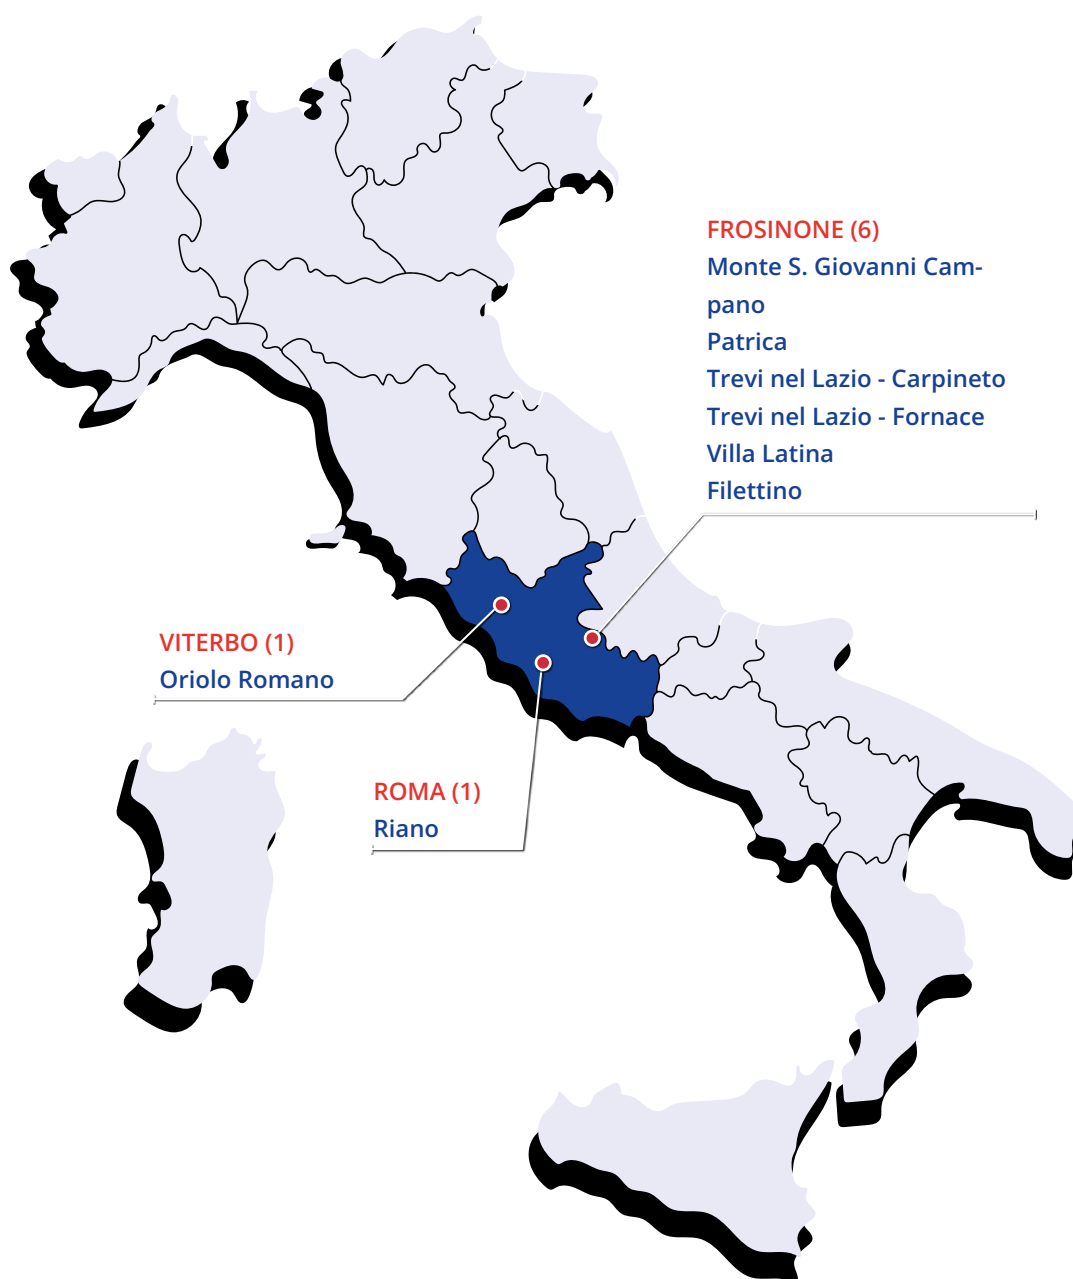 FROSINONE (6)
Monte S. Giovanni Cam-
pano
Patrica
Trevi nel Lazio - Carpineto
Trevi nel Lazio - Fornace
Villa Latina
Filettino
VITERBO (1)
Oriolo Romano
ROMA (1)
Riano